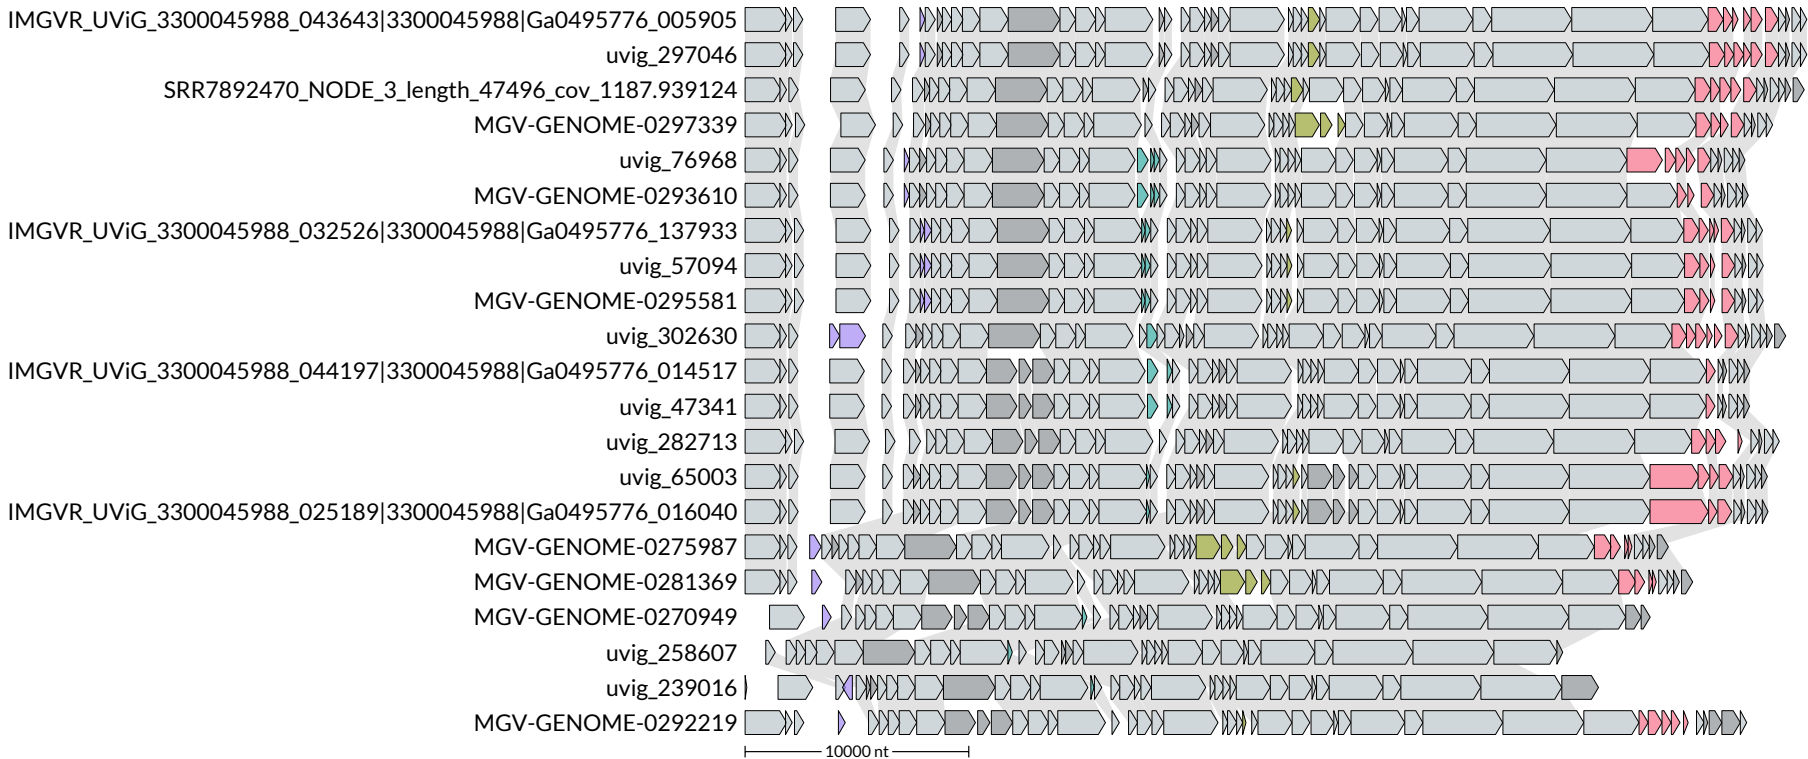 IMGVR_UViG_3300045988_043643|3300045988|Ga0495776_005905
uvig_297046
SRR7892470_NODE_3_length_47496_cov_1187.939124
MGV-GENOME-0297339
uvig_76968
MGV-GENOME-0293610
IMGVR_UViG_3300045988_032526|3300045988|Ga0495776_137933
uvig_57094
MGV-GENOME-0295581
uvig_302630
IMGVR_UViG_3300045988_044197|3300045988|Ga0495776_014517
uvig_47341
uvig_282713
uvig_65003
IMGVR_UViG_3300045988_025189|3300045988|Ga0495776_016040
MGV-GENOME-0275987
MGV-GENOME-0281369
MGV-GENOME-0270949
uvig_258607
uvig_239016
MGV-GENOME-0292219
10000 nt